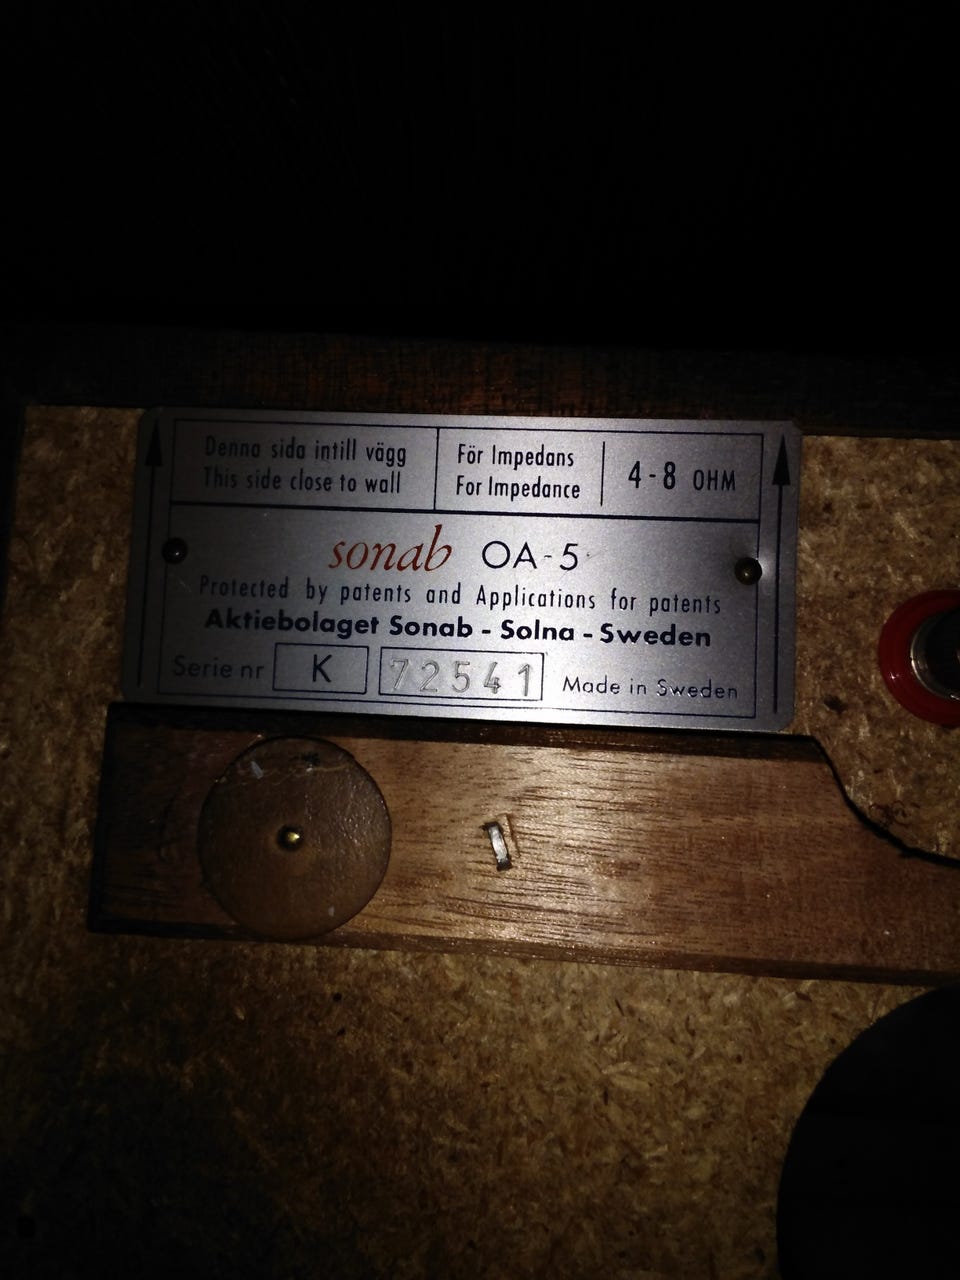 Denna sida intill vägg
This side close to wall
För Impedans
For Impedance
4-8 OHM
sonab OA-5
Protected by patents and Applications for patents
Aktiebolaget Sonab - Solna - Sweden
Serie nr K 72541 Made in Sweden